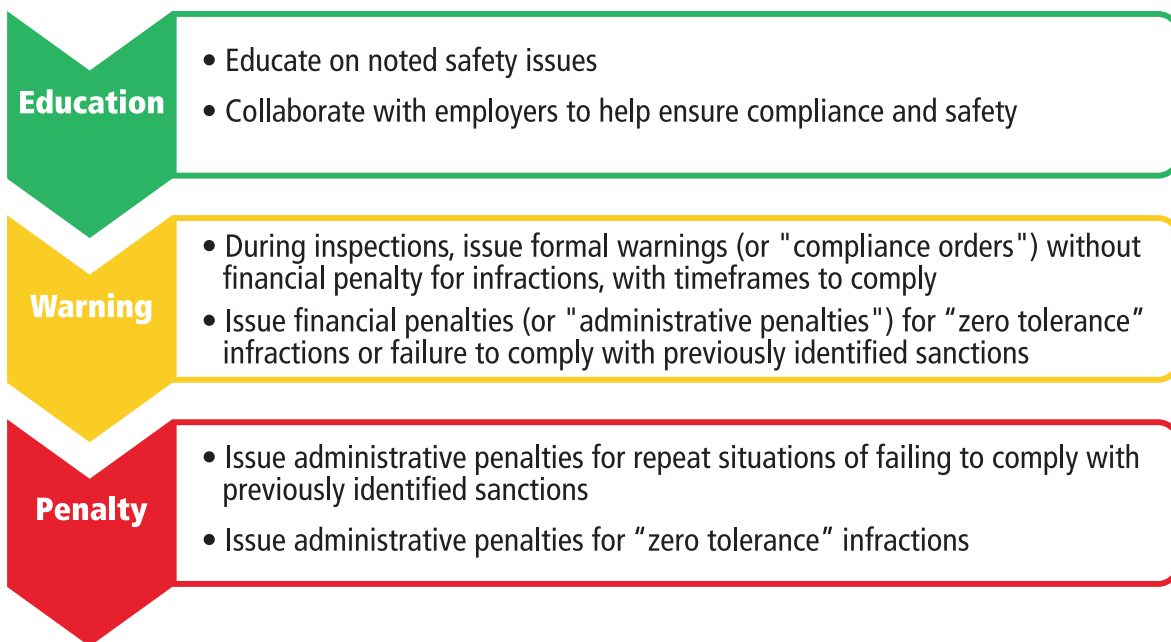 Education
• Educate on noted safety issues
• Collaborate with employers to help ensure compliance and safety
Warning
• During inspections, issue formal warnings (or "compliance orders") without
financial penalty for infractions, with timeframes to comply
• Issue financial penalties (or "administrative penalties") for “zero tolerance”
infractions or failure to comply with previously identified sanctions
Penalty
• Issue administrative penalties for repeat situations of failing to comply with
previously identified sanctions
• Issue administrative penalties for “zero tolerance” infractions